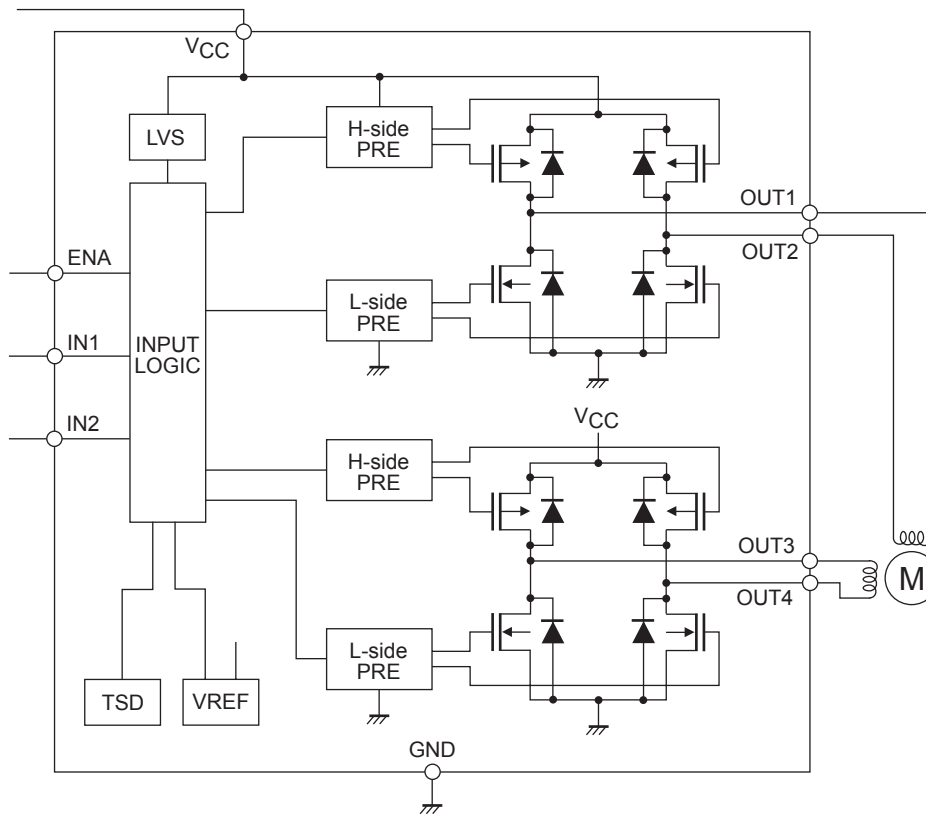 VCC
LVS
H-side
PRE
OUT1
OUT2
ENA
L-side
PRE
IN1
INPUT
LOGIC
IN2
VCC
H-side
PRE
OUT3
OUT4
M
L-side
PRE
TSD
VREF
GND